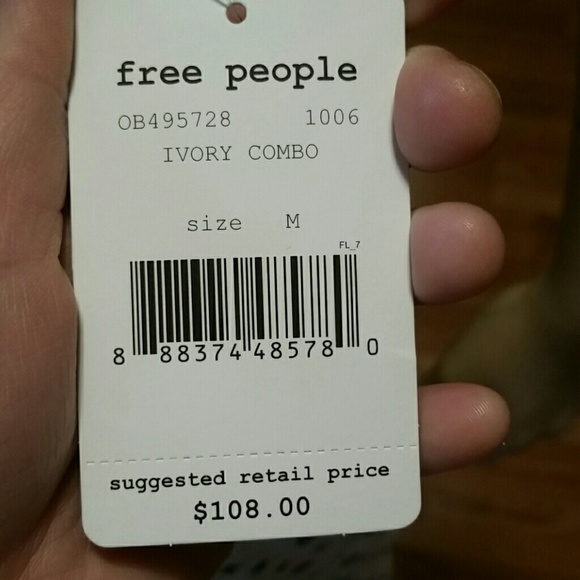 free people
OB495728 1006
IVORY COMBO
size M
FL_7
8 88374 48578 0
suggested retail price
$108.00